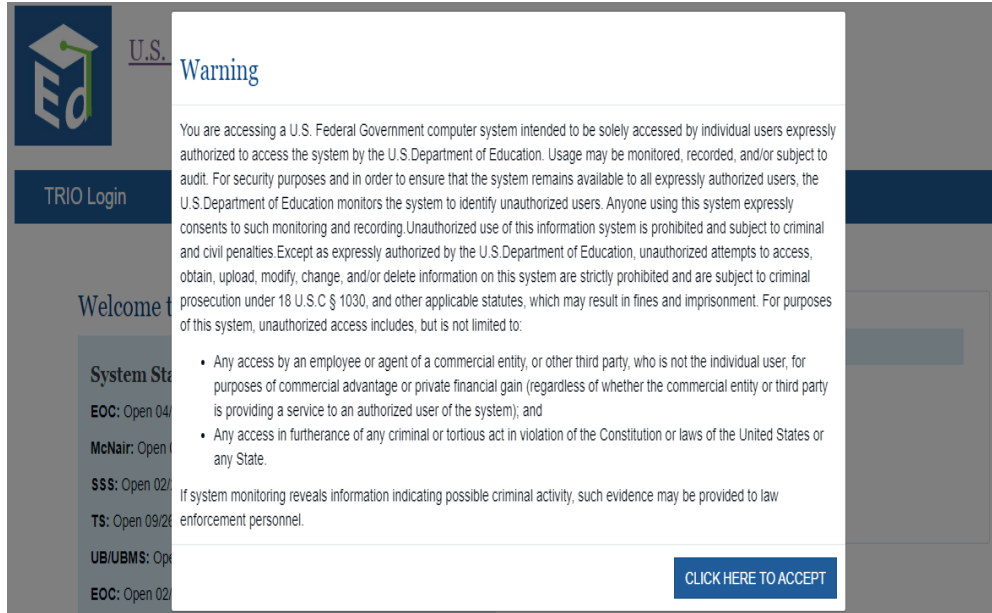 Ed
U.S.
Warning
You are accessing a U.S. Federal Government computer system intended to be solely accessed by individual users expressly
authorized to access the system by the U.S.Department of Education. Usage may be monitored, recorded, and/or subject to
audit. For security purposes and in order to ensure that the system remains available to all expressly authorized users, the
U.S.Department of Education monitors the system to identify unauthorized users. Anyone using this system expressly
consents to such monitoring and recording.Unauthorized use of this information system is prohibited and subject to criminal
and civil penalties.Except as expressly authorized by the U.S.Department of Education, unauthorized attempts to access,
obtain, upload, modify, change, and/or delete information on this system are strictly prohibited and are subject to criminal
prosecution under 18 U.S.C § 1030, and other applicable statutes, which may result in fines and imprisonment. For purposes
of this system, unauthorized access includes, but is not limited to:
• Any access by an employee or agent of a commercial entity, or other third party, who is not the individual user, for
purposes of commercial advantage or private financial gain (regardless of whether the commercial entity or third party
is providing a service to an authorized user of the system); and
• Any access in furtherance of any criminal or tortious act in violation of the Constitution or laws of the United States or
any State.
If system monitoring reveals information indicating possible criminal activity, such evidence may be provided to law
enforcement personnel.
CLICK HERE TO ACCEPT
TRIO Login
Welcome
System
EOC: Open 04/
McNair: Open
SSS: Open 02/
TS: Open 09/26
UB/UBMS:
EOC: Open 02/